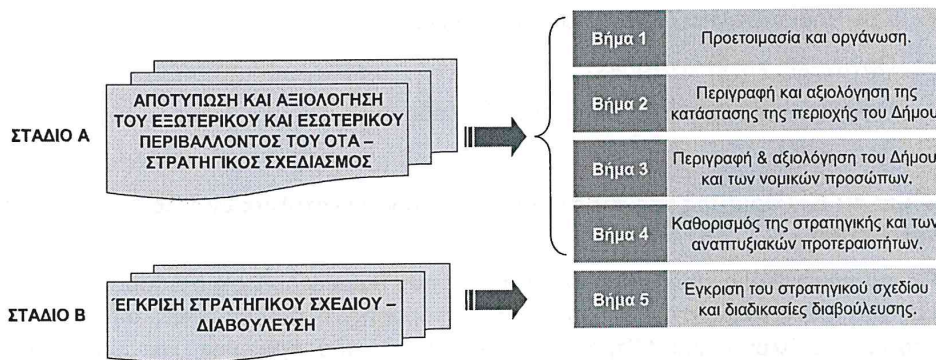 ΣΤΑΔΙΟ Α
ΑΠΟΤΥΠΩΣΗ ΚΑΙ ΑΞΙΟΛΟΓΗΣΗ
ΤΟΥ ΕΞΩΤΕΡΙΚΟΥ ΚΑΙ ΕΣΩΤΕΡΙΚΟΥ
ΠΕΡΙΒΑΛΛΟΝΤΟΣ ΤΟΥ ΟΤΑ –
ΣΤΡΑΤΗΓΙΚΟΣ ΣΧΕΔΙΑΣΜΟΣ
Βήμα 1
Προετοιμασία και οργάνωση.
Βήμα 2
Περιγραφή και αξιολόγηση της
κατάστασης της περιοχής του Δήμου
Βήμα 3
Περιγραφή & αξιολόγηση του Δήμου
και των νομικών προσώπων.
Βήμα 4
Καθορισμός της στρατηγικής και των
αναπτυξιακών προτεραιοτήτων.
ΣΤΑΔΙΟ Β
ΈΓΚΡΙΣΗ ΣΤΡΑΤΗΓΙΚΟΥ ΣΧΕΔΙΟΥ –
ΔΙΑΒΟΥΛΕΥΣΗ
Βήμα 5
Έγκριση του στρατηγικού σχεδίου
και διαδικασίες διαβούλευσης.